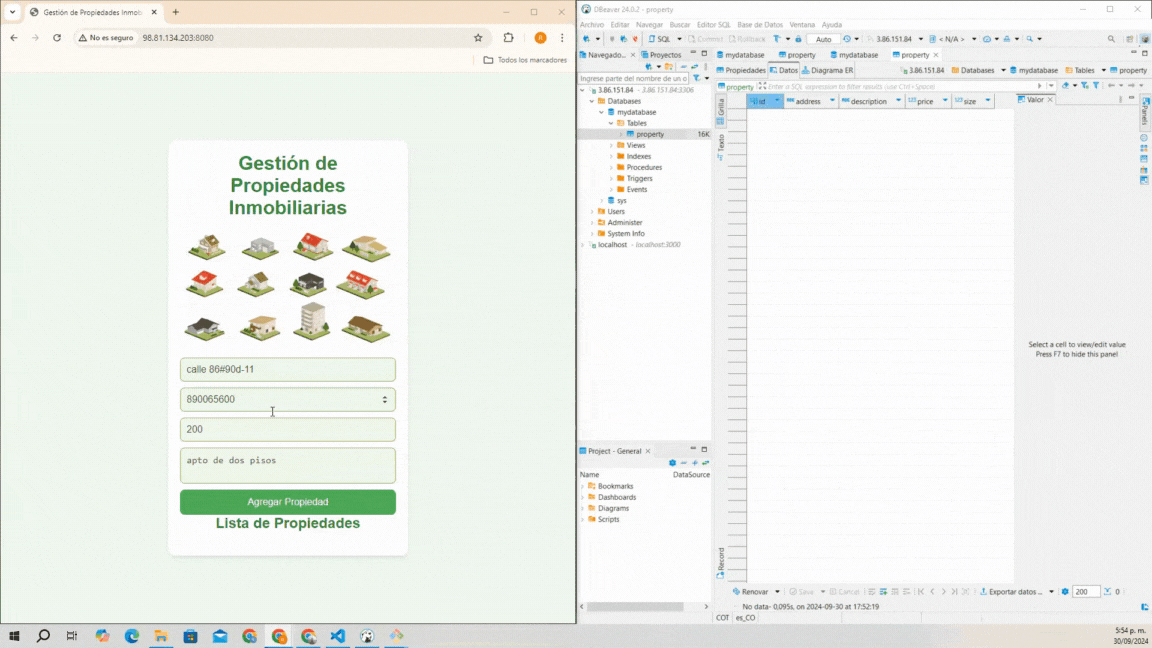 Gestión de Propiedades Inmob
No es seguro 98.81.134.203:8080
Todos los marcadores
Gestión de
Propiedades
Inmobiliarias
calle 86#90d-11
890065600
200
apto de dos pisos
Agregar Propiedad
Lista de Propiedades
DBeaver 24.0.2 - property
Archivo Editar Navegar Buscar Editor SQL Base de Datos Ventana Ayuda
SQL Commit Rollback Auto 3.86.151.84 < N/A >
Navegado... Proyectos
Ingrese parte del nombre de un o
3.86.151.84 - 3.86.151.84:3306
Databases
mydatabase
Tables
property 16K
Views
Indexes
Procedures
Triggers
Events
sys
Users
Administer
System Info
localhost - localhost:3000
Project - General
Name DataSource
Bookmarks
Dashboards
Diagrams
Scripts
mydatabase property mydatabase property
Propiedades Datos Diagrama ER 3.86.151.84 Databases mydatabase Tables property
property Enter a SQL expression to filter results (use Ctrl+Space)
Grilla
Texto
Record
id address description price size
Valor
Panels
Select a cell to view/edit value
Press F7 to hide this panel
Renovar Save Cancel Exportar datos ... 200 0
No data - 0,095s, on 2024-09-30 at 17:52:19
COT es_CO
5:54 p. m.
30/09/2024